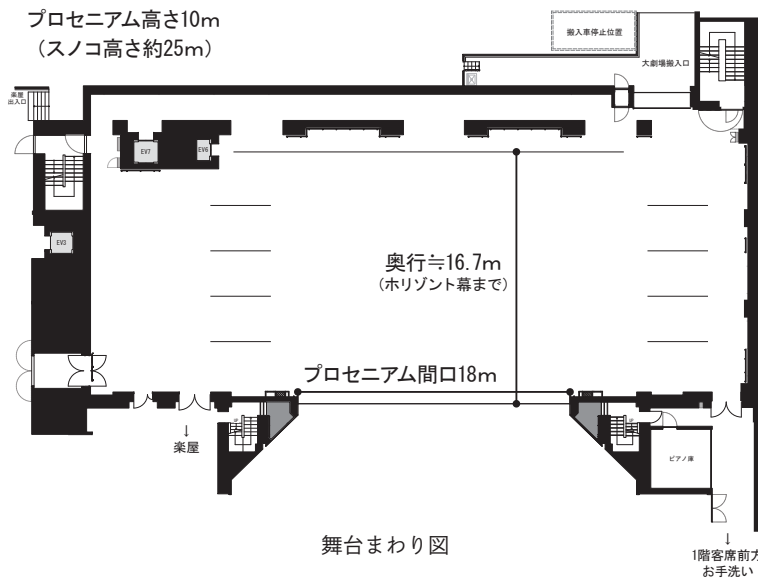 プロセニアム高さ10m
（スノコ高さ約25m）
搬入車停止位置
大劇場搬入口
楽屋
出入口
EV7
EV6
EV3
奥行≒16.7m
（ホリゾント幕まで）
プロセニアム間口18m
↓
楽屋
ピアノ庫
舞台まわり図
↓
1階客席前方
お手洗い